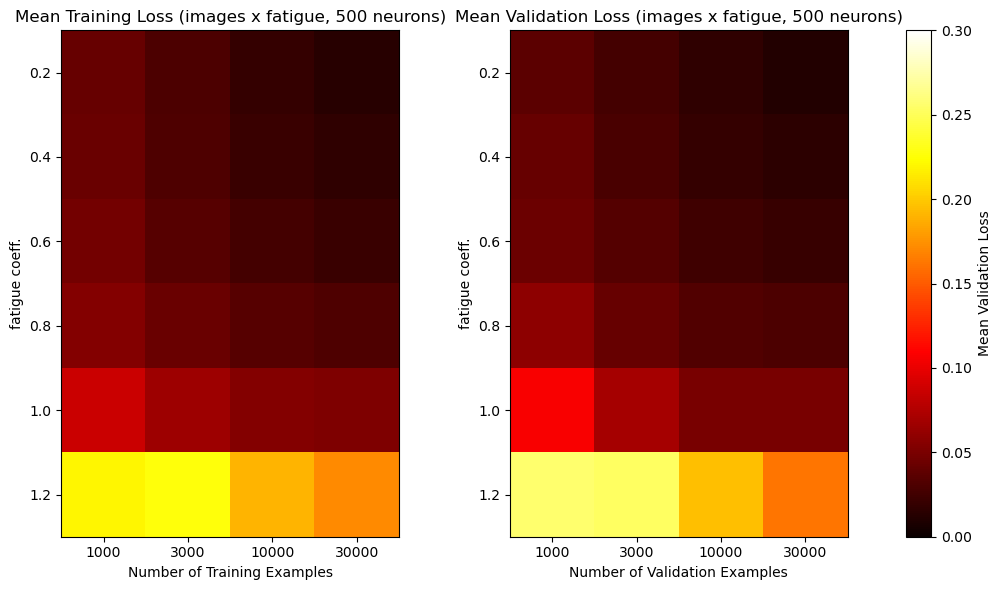 Mean Training Loss (images x fatigue, 500 neurons)
fatigue coeff.
0.2
0.4
0.6
0.8
1.0
1.2
1000 3000 10000 30000
Number of Training Examples
Mean Validation Loss (images x fatigue, 500 neurons)
fatigue coeff.
0.2
0.4
0.6
0.8
1.0
1.2
1000 3000 10000 30000
Number of Validation Examples
0.30
0.25
0.20
0.15
0.10
0.05
0.00
Mean Validation Loss